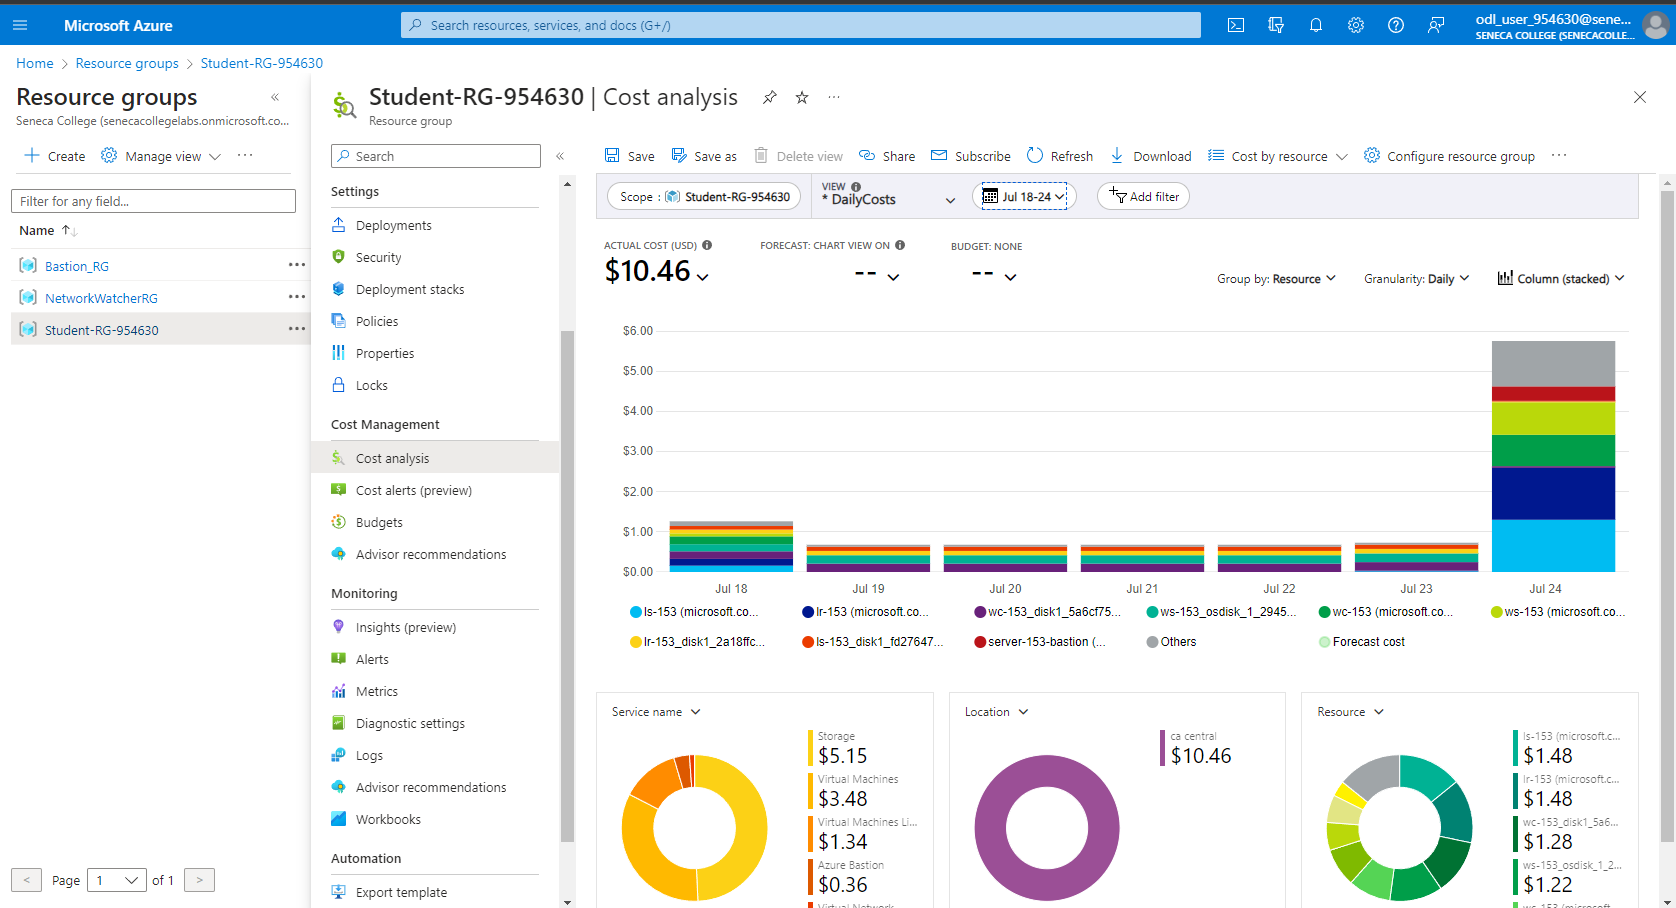 Microsoft Azure
Search resources, services, and docs (G+/)
odl_user_954630@sene...
SENECA COLLEGE (SENECACOLLE...
Home > Resource groups > Student-RG-954630
Resource groups
Seneca College (senecacollegelabs.onmicrosoft.co...
Create
Manage view
Filter for any field...
Name
Bastion_RG
NetworkWatcherRG
Student-RG-954630
< Page 1 of 1 >
Student-RG-954630 | Cost analysis
Resource group
Search
Settings
Deployments
Security
Deployment stacks
Policies
Properties
Locks
Cost Management
Cost analysis
Cost alerts (preview)
Budgets
Advisor recommendations
Monitoring
Insights (preview)
Alerts
Metrics
Diagnostic settings
Logs
Advisor recommendations
Workbooks
Automation
Export template
Save
Save as
Delete view
Share
Subscribe
Refresh
Download
Cost by resource
Configure resource group
Scope : Student-RG-954630
VIEW
* DailyCosts
Jul 18-24
Add filter
ACTUAL COST (USD)
$10.46
FORECAST: CHART VIEW ON
--
BUDGET: NONE
--
Group by: Resource
Granularity: Daily
Column (stacked)
$6.00
$5.00
$4.00
$3.00
$2.00
$1.00
$0.00
Jul 18 Jul 19 Jul 20 Jul 21 Jul 22 Jul 23 Jul 24
ls-153 (microsoft.co... lr-153 (microsoft.co... wc-153_disk1_5a6cf75... ws-153_osdisk_1_2945... wc-153 (microsoft.co... ws-153 (microsoft.co...
lr-153_disk1_2a18ffc... ls-153_disk1_fd27647... server-153-bastion (... Others Forecast cost
Service name
Storage
$5.15
Virtual Machines
$3.48
Virtual Machines Li...
$1.34
Azure Bastion
$0.36
Virtual Network
Location
ca central
$10.46
Resource
ls-153 (microsoft.c...
$1.48
lr-153 (microsoft.c...
$1.48
wc-153_disk1_5a6...
$1.28
ws-153_osdisk_1_2...
$1.22
wc-153 (microsoft